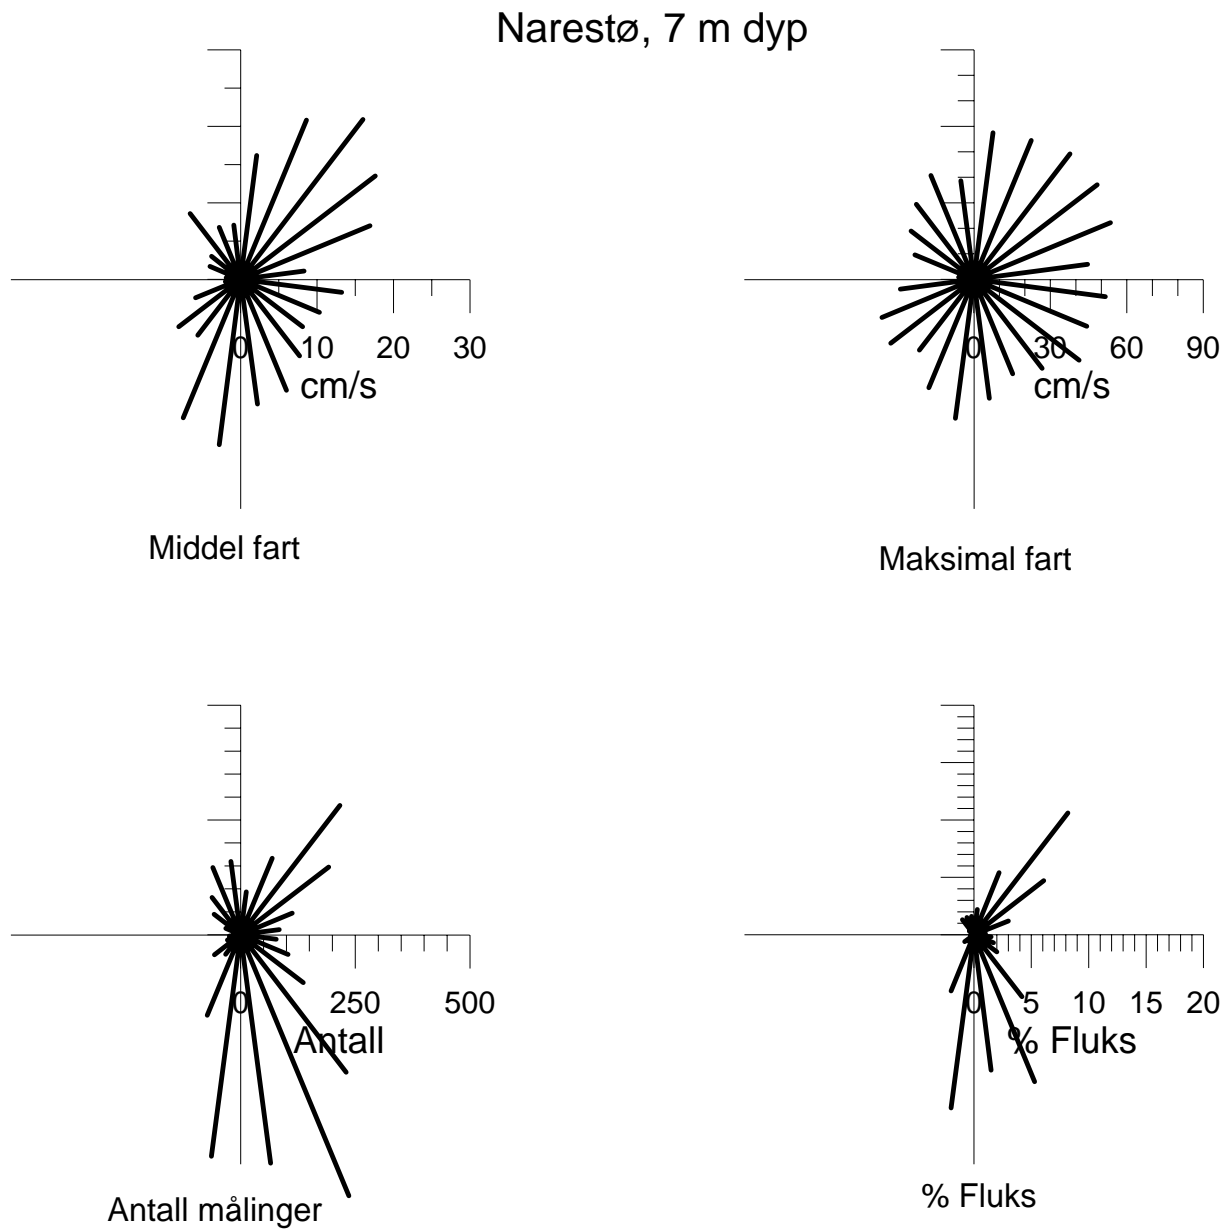 Narestø, 7 m dyp
0 10 20 30
cm/s
Middel fart
0 30 60 90
cm/s
Maksimal fart
0 250 500
Antall
Antall målinger
0 5 10 15 20
% Fluks
% Fluks